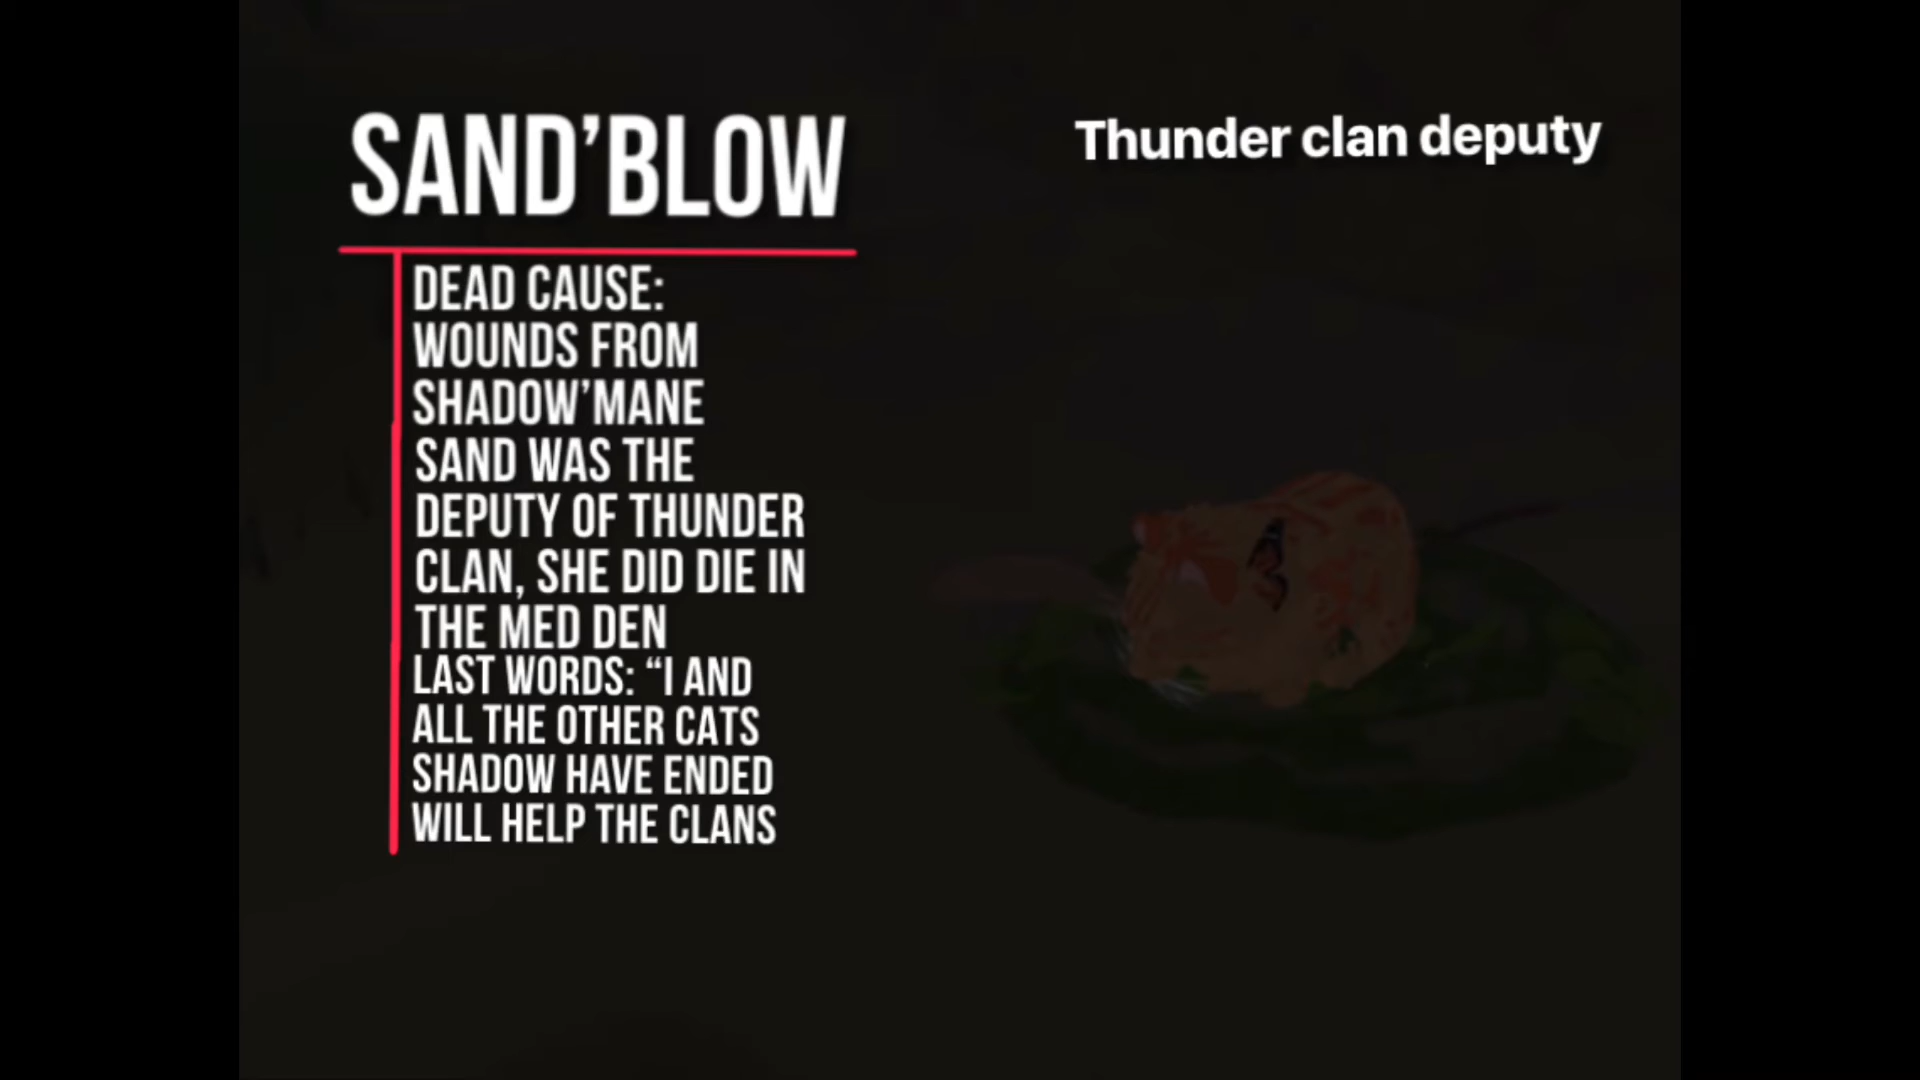 SAND’BLOW
Thunder clan deputy
DEAD CAUSE:
WOUNDS FROM
SHADOW’MANE
SAND WAS THE
DEPUTY OF THUNDER
CLAN, SHE DID DIE IN
THE MED DEN
LAST WORDS: “I AND
ALL THE OTHER CATS
SHADOW HAVE ENDED
WILL HELP THE CLANS